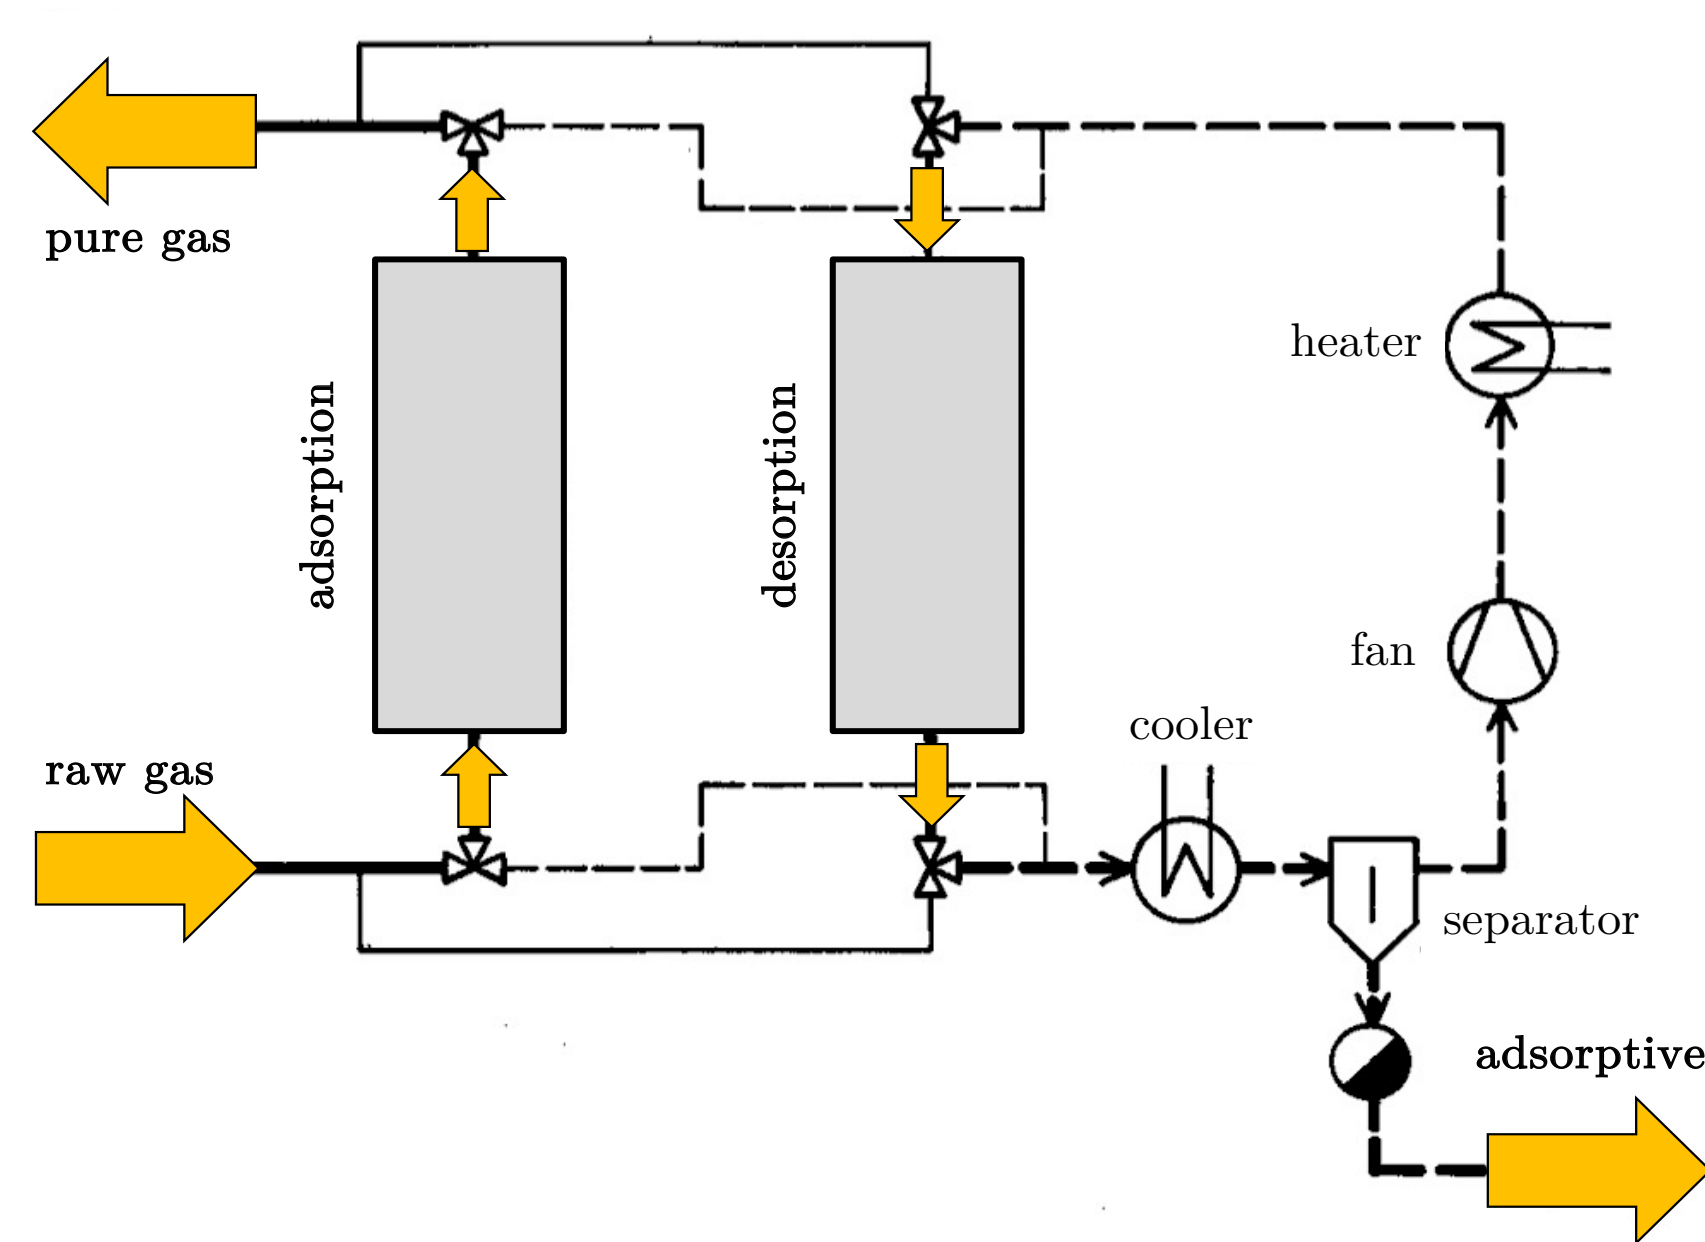 pure gas
heater
adsorption
desorption
fan
cooler
raw gas
separator
adsorptive